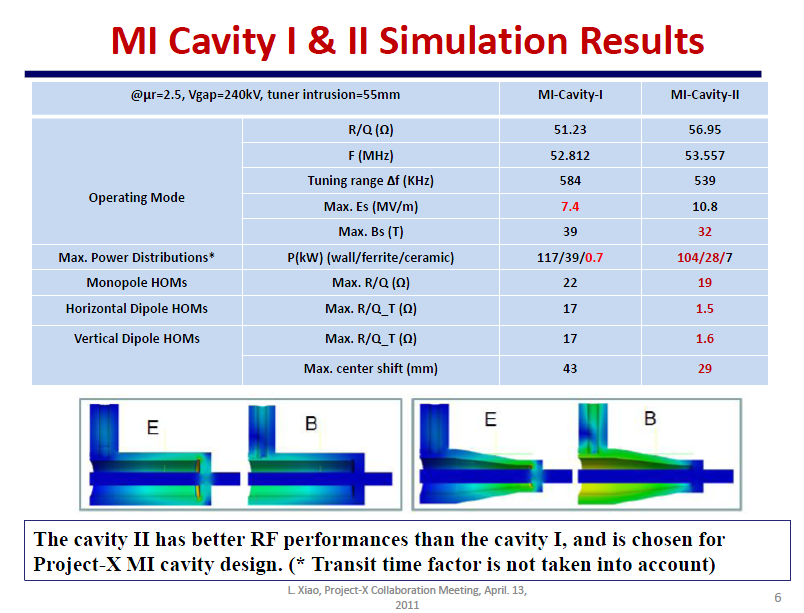 MI Cavity I & II Simulation Results
@μr=2.5, Vgap=240kV, tuner intrusion=55mm MI-Cavity-I MI-Cavity-II
Operating Mode
R/Q (Ω) 51.23 56.95
F (MHz) 52.812 53.557
Tuning range Δf (KHz) 584 539
Max. Es (MV/m) 7.4 10.8
Max. Bs (T) 39 32
Max. Power Distributions* P(kW) (wall/ferrite/ceramic) 117/39/0.7 104/28/7
Monopole HOMs Max. R/Q (Ω) 22 19
Horizontal Dipole HOMs Max. R/Q_T (Ω) 17 1.5
Vertical Dipole HOMs Max. R/Q_T (Ω) 17 1.6
Max. center shift (mm) 43 29
E B E B
The cavity II has better RF performances than the cavity I, and is chosen for
Project-X MI cavity design. (* Transit time factor is not taken into account)
L. Xiao, Project-X Collaboration Meeting, April. 13,
2011
6